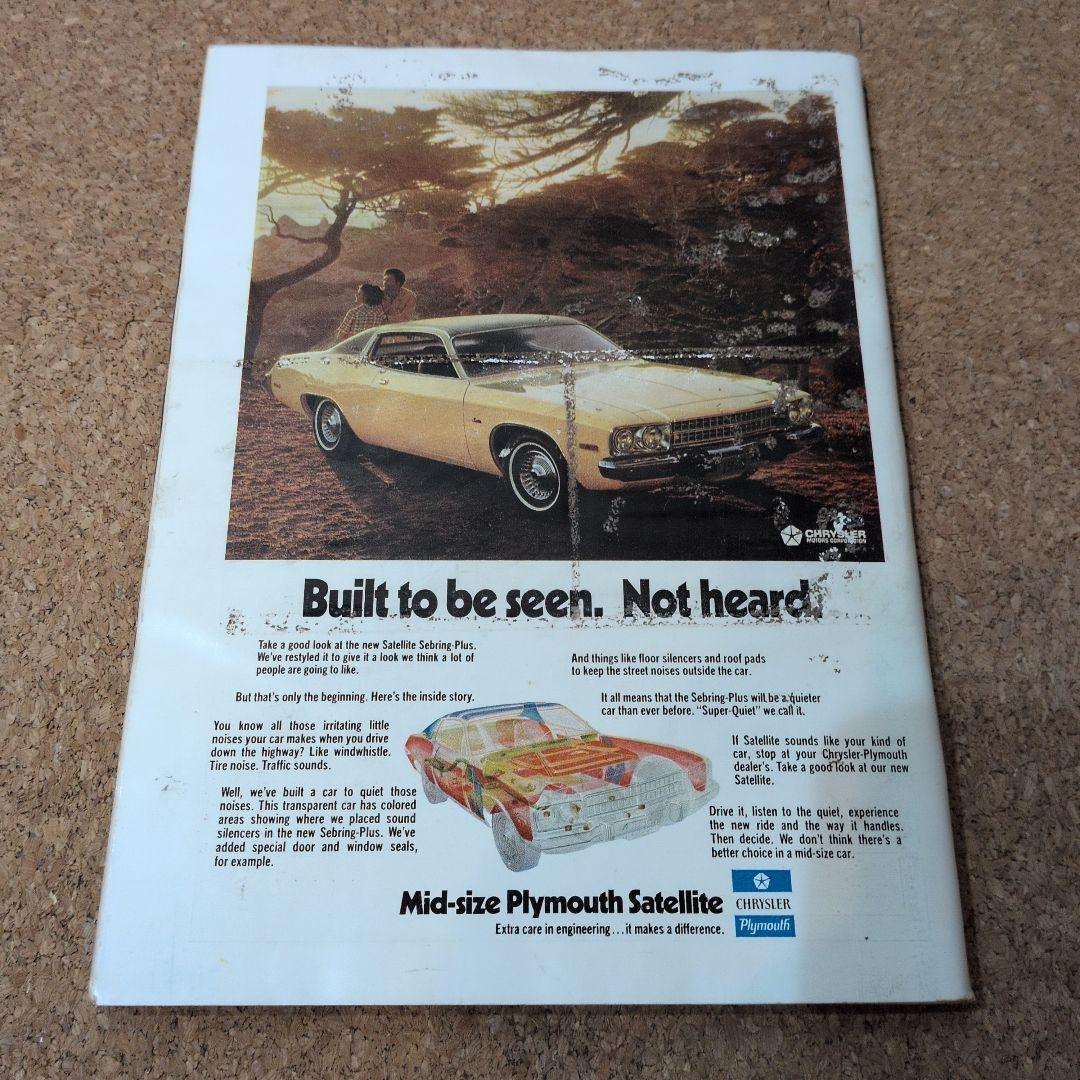 CHRYSLER
MOTORS CORPORATION
Built to be seen. Not heard.
Take a good look at the new Satellite Sebring-Plus.
We've restyled it to give it a look we think a lot of
people are going to like.
But that's only the beginning. Here's the inside story.
You know all those irritating little
noises your car makes when you drive
down the highway? Like windwhistle.
Tire noise. Traffic sounds.
Well, we've built a car to quiet those
noises. This transparent car has colored
areas showing where we placed sound
silencers in the new Sebring-Plus. We've
added special door and window seals,
for example.
And things like floor silencers and roof pads
to keep the street noises outside the car.
It all means that the Sebring-Plus will be a quieter
car than ever before. "Super-Quiet" we call it.
If Satellite sounds like your kind of
car, stop at your Chrysler-Plymouth
dealer's. Take a good look at our new
Satellite.
Drive it, listen to the quiet, experience
the new ride and the way it handles.
Then decide. We don't think there's a
better choice in a mid-size car.
Mid-size Plymouth Satellite
Extra care in engineering...it makes a difference.
CHRYSLER
Plymouth